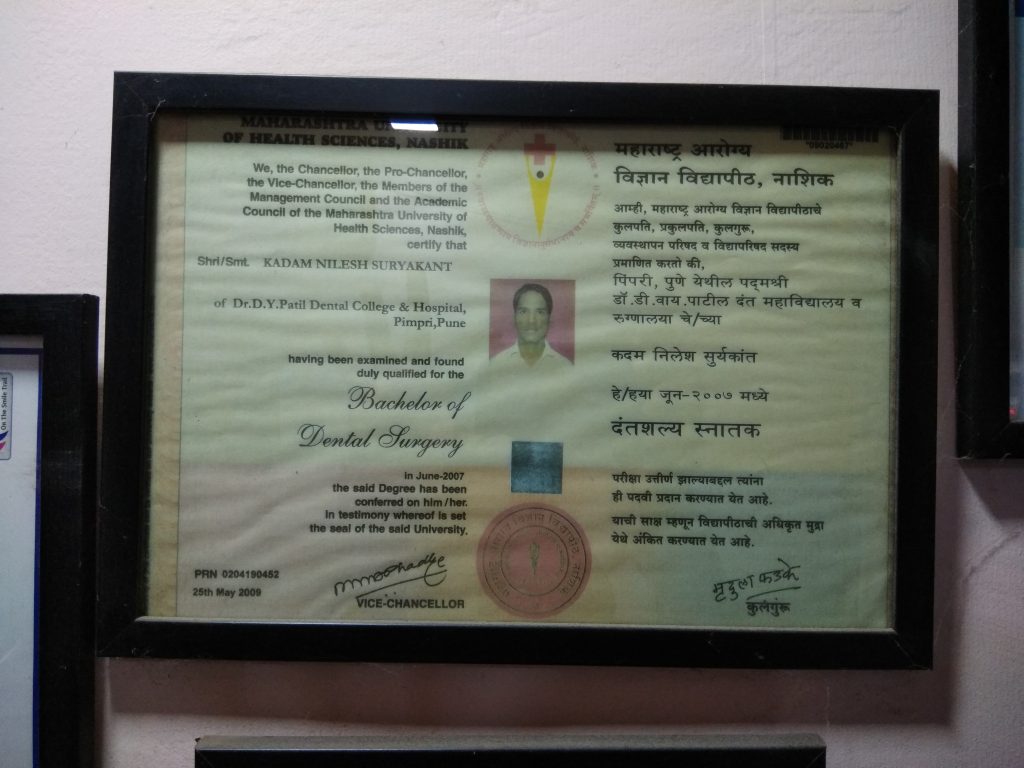 MAHARASHTRA UNIVERSITY
OF HEALTH SCIENCES, NASHIK
We, the Chancellor, the Pro-Chancellor,
the Vice-Chancellor, the Members of the
Management Council and the Academic
Council of the Maharashtra University of
Health Sciences, Nashik,
certify that
Shri/Smt. KADAM NILESH SURYAKANT
of Dr.D.Y.Patil Dental College & Hospital,
Pimpri,Pune
having been examined and found
duly qualified for the
Bachelor of
Dental Surgery
in June-2007
the said Degree has been
conferred on him/her.
In testimony whereof is set
the seal of the said University.
PRN 0204190452
25th May 2009
VICE-CHANCELLOR
"09020467"
महाराष्ट्र आरोग्य
विज्ञान विद्यापीठ, नाशिक
आम्ही, महाराष्ट्र आरोग्य विज्ञान विद्यापीठाचे
कुलपति, प्रकुलपति, कुलगुरू,
व्यवस्थापन परिषद व विद्यापरिषद सदस्य
प्रमाणित करतो की,
पिंपरी, पुणे येथील पद्मश्री
डॉ.डी.वाय.पाटील दंत महाविद्यालय व
रुग्णालया चे/च्या
कदम निलेश सुर्यकांत
हे/हया जून-२००७ मध्ये
दंतशल्य स्नातक
परीक्षा उत्तीर्ण झाल्याबद्दल त्यांना
ही पदवी प्रदान करण्यात येत आहे.
याची साक्ष म्हणून विद्यापीठाची अधिकृत मुद्रा
येथे अंकित करण्यात येत आहे.
मृदुला फडके
कुलगुरू
On The Smile Trail